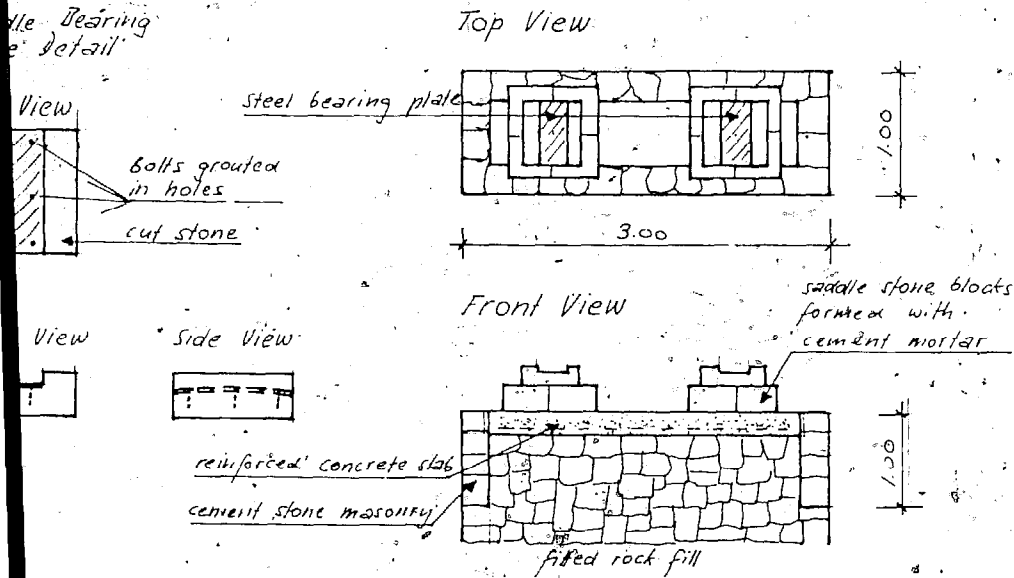 Bearing
Detail
View
bolts grouted
in holes
cut stone
View
Side View
Top View
steel bearing plate
1.00
3.00
Front View
saddle stone blocks
formed with
cement mortar
reinforced concrete slab
cement stone masonry
1.00
fitted rock fill